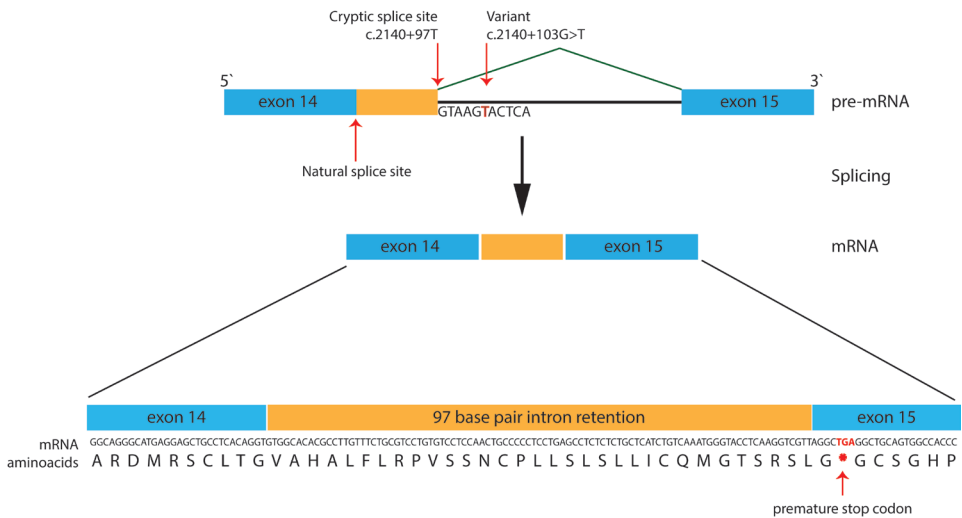 Cryptic splice site
c.2140+97T
Variant
c.2140+103G>T
5`
3`
exon 14
exon 15
pre-mRNA
GTAAGTACTCA
Natural splice site
Splicing
exon 14
exon 15
mRNA
exon 14
97 base pair intron retention
exon 15
mRNA
GGCAGGGCATGAGGAGCTGCCTCACAGGTGTGGCACACGCCTTGTTTCTGCGTCCTGTGTCCTCCAACTGCCCCCTCCTGAGCCTCTCTCTGCTCATCTGTCAAATGGGTACCTCAAGGTCGTTAGGCTGAGGCTGCAGTGGCCACCC
aminoacids
A R D M R S C L T G V A H A L F L R P V S S N C P L L S L S L L I C Q M G T S R S L G * G C S G H P
premature stop codon